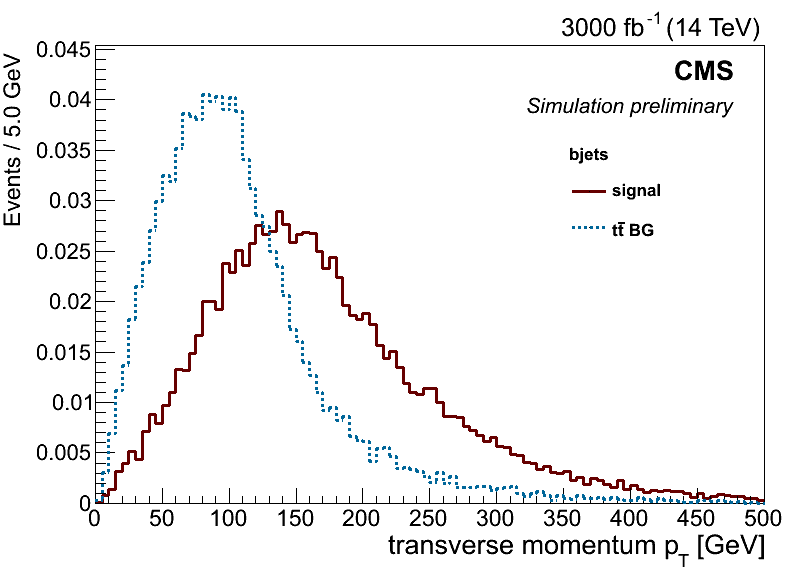 3000 fb⁻¹ (14 TeV)
CMS
Simulation preliminary
bjets
signal
tt̄ BG
Events / 5.0 GeV
0.045
0.04
0.035
0.03
0.025
0.02
0.015
0.01
0.005
0
0 50 100 150 200 250 300 350 400 450 500
transverse momentum p_T [GeV]